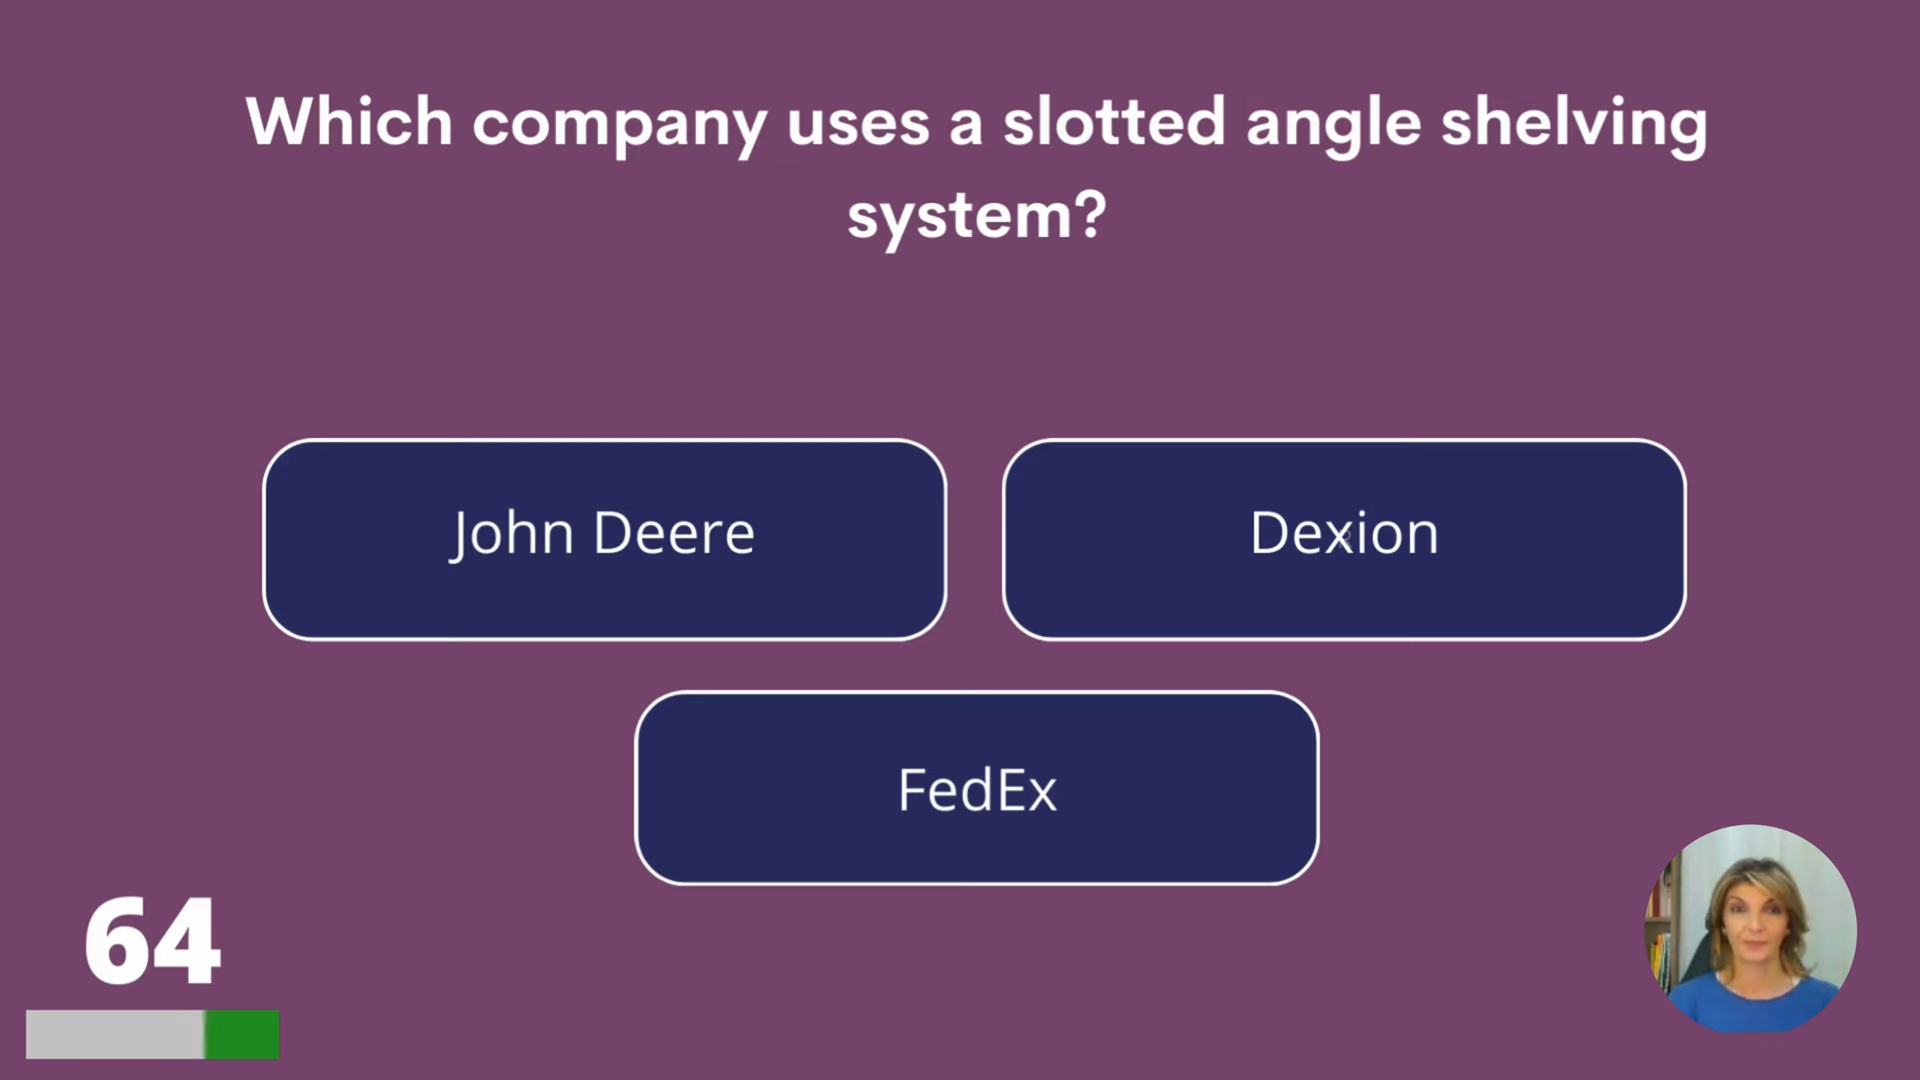 Which company uses a slotted angle shelving
system?
John Deere
Dexion
FedEx
64